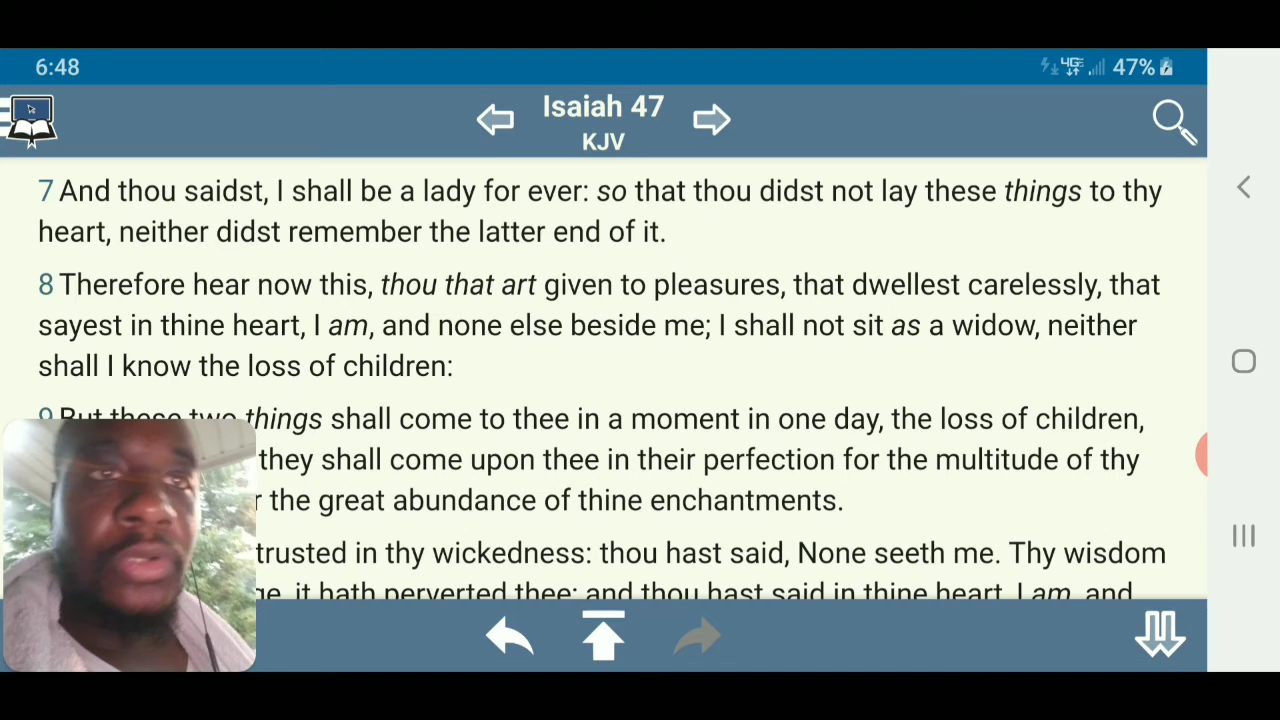 6:48
4G 47%
Isaiah 47
KJV
7 And thou saidst, I shall be a lady for ever: so that thou didst not lay these things to thy
heart, neither didst remember the latter end of it.
8 Therefore hear now this, thou that art given to pleasures, that dwellest carelessly, that
sayest in thine heart, I am, and none else beside me; I shall not sit as a widow, neither
shall I know the loss of children:
9 But these two things shall come to thee in a moment in one day, the loss of children,
they shall come upon thee in their perfection for the multitude of thy
the great abundance of thine enchantments.
trusted in thy wickedness: thou hast said, None seeth me. Thy wisdom
it hath perverted thee; and thou hast said in thine heart, I am, and